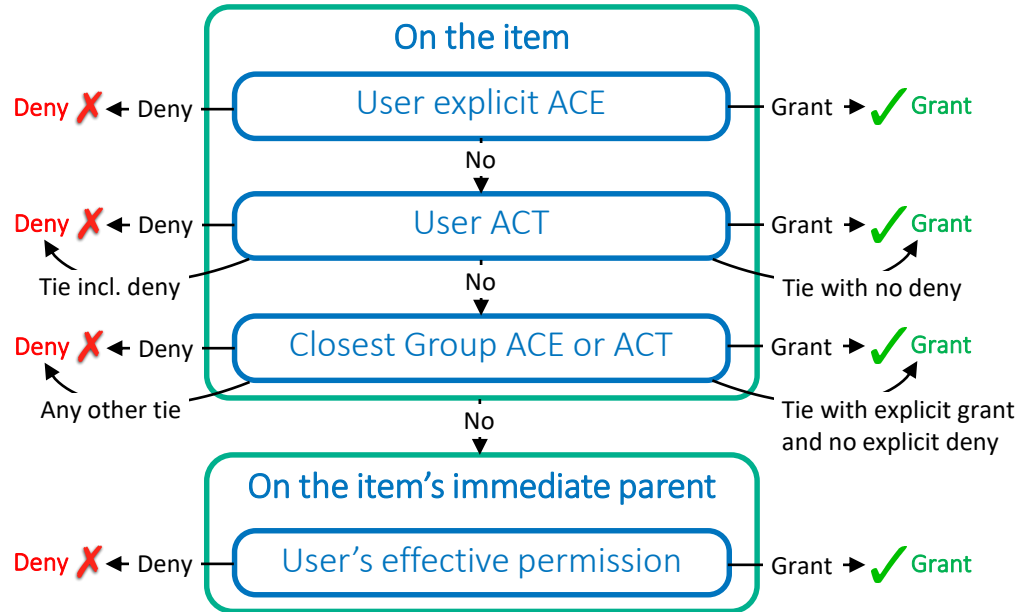 On the item
Deny ✗ Deny User explicit ACE Grant ✓ Grant
No
Deny ✗ Deny User ACT Grant ✓ Grant
Tie incl. deny No Tie with no deny
Deny ✗ Deny Closest Group ACE or ACT Grant ✓ Grant
Any other tie Tie with explicit grant
No and no explicit deny
On the item's immediate parent
Deny ✗ Deny User's effective permission Grant ✓ Grant